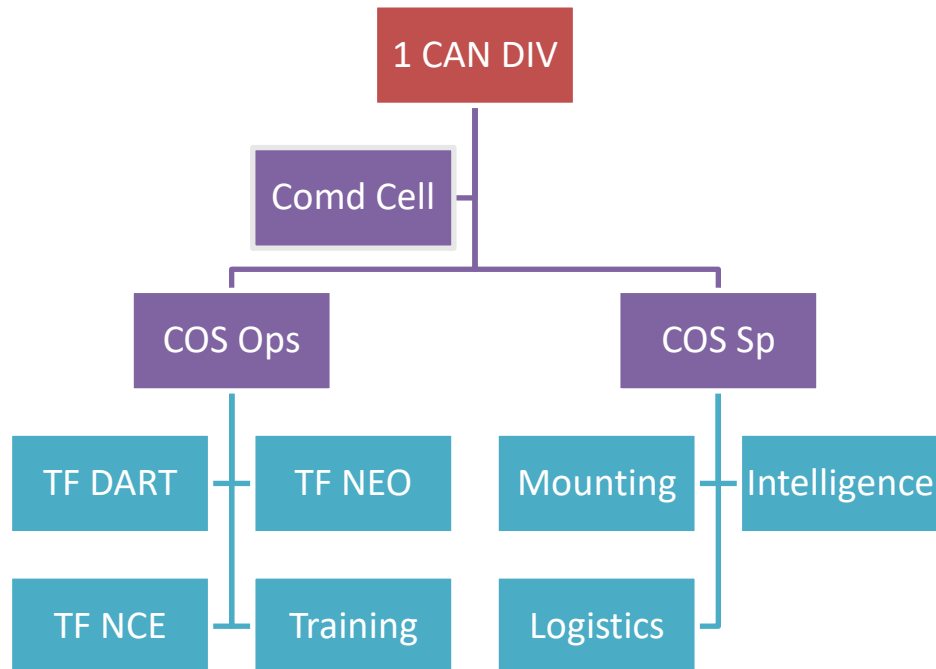 1 CAN DIV
Comd Cell
COS Ops
COS Sp
TF DART
TF NEO
Mounting
Intelligence
TF NCE
Training
Logistics